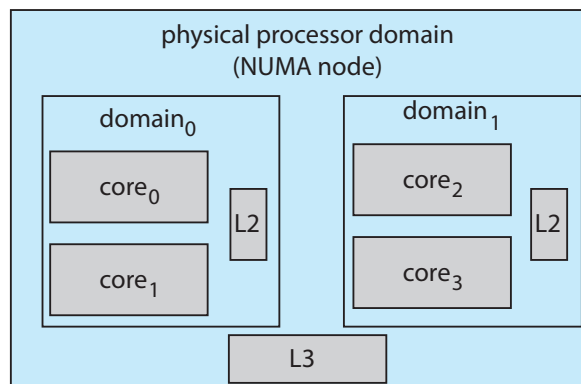 physical processor domain
(NUMA node)
domain₀
core₀
L2
core₁
domain₁
core₂
L2
core₃
L3